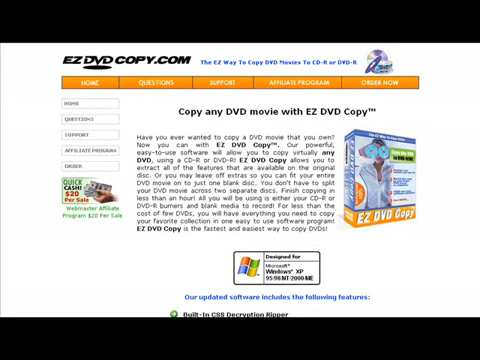 EZ DVD COPY.COM
The EZ Way To Copy DVD Movies To CD-R or DVD-R
HOME QUESTIONS SUPPORT AFFILIATE PROGRAM ORDER NOW
HOME
QUESTIONS
SUPPORT
AFFILIATE PROGRAM
ORDER
QUICK
CASH!
$20
Per Sale
Webmaster Affiliate
Program $20 Per Sale
Copy any DVD movie with EZ DVD Copy™
Have you ever wanted to copy a DVD movie that you own?
Now you can with EZ DVD Copy™. Our powerful,
easy-to-use software will allow you to copy virtually any
DVD, using a CD-R or DVD-R! EZ DVD Copy allows you to
extract all of the features that are available on the original
disc. Or you may leave off extras so you can fit your entire
DVD movie on to just one blank disc. You don't have to split
your DVD movie across two separate discs. Finish copying in
less than an hour! All you will be using is either your CD-R or
DVD-R burners and blank media to record! For less than the
cost of few DVDs, you will have everything you need to copy
your favorite collection in one easy to use software program!
EZ DVD Copy is the fastest and easiest way to copy DVDs!
EZ DVD Copy
Designed for
Microsoft®
Windows® XP
95·98·NT/2000·ME
Our updated software includes the following features:
Built-In CSS Decryption Ripper